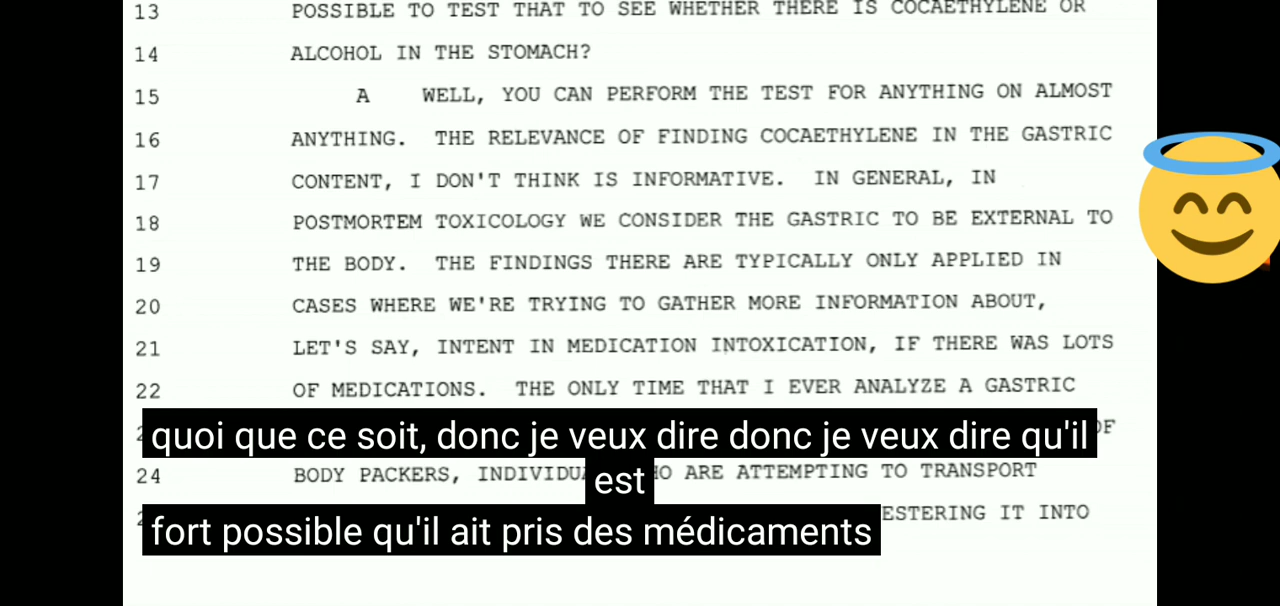 13 POSSIBLE TO TEST THAT TO SEE WHETHER THERE IS COCAETHYLENE OR
14 ALCOHOL IN THE STOMACH?
15 A WELL, YOU CAN PERFORM THE TEST FOR ANYTHING ON ALMOST
16 ANYTHING. THE RELEVANCE OF FINDING COCAETHYLENE IN THE GASTRIC
17 CONTENT, I DON'T THINK IS INFORMATIVE. IN GENERAL, IN
18 POSTMORTEM TOXICOLOGY WE CONSIDER THE GASTRIC TO BE EXTERNAL TO
19 THE BODY. THE FINDINGS THERE ARE TYPICALLY ONLY APPLIED IN
20 CASES WHERE WE'RE TRYING TO GATHER MORE INFORMATION ABOUT,
21 LET'S SAY, INTENT IN MEDICATION INTOXICATION, IF THERE WAS LOTS
22 OF MEDICATIONS. THE ONLY TIME THAT I EVER ANALYZE A GASTRIC
quoi que ce soit, donc je veux dire donc je veux dire qu'il
24 BODY PACKERS, ARE ATTEMPTING TO TRANSPORT
est
IT INTO
fort possible qu'il ait pris des médicaments